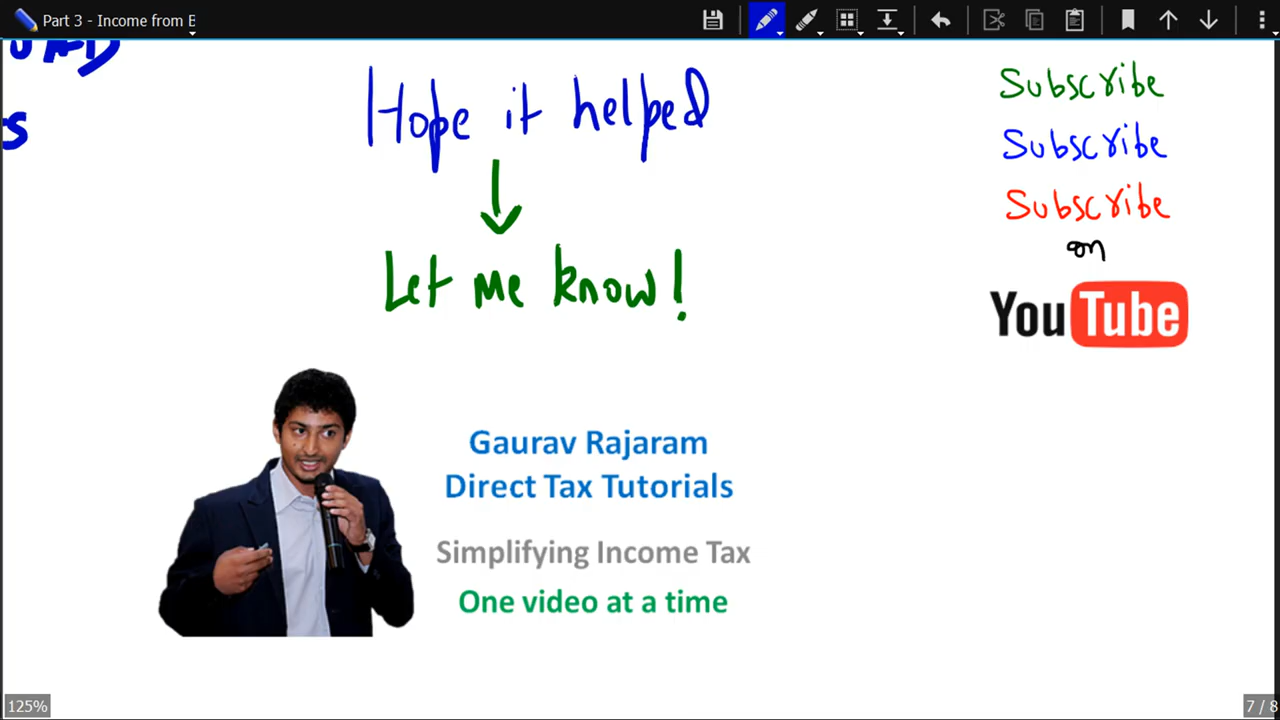 Part 3 - Income from E
Hope it helped
Let me know!
Subscribe
Subscribe
Subscribe
on
YouTube
Gaurav Rajaram
Direct Tax Tutorials
Simplifying Income Tax
One video at a time
125%
7 / 8